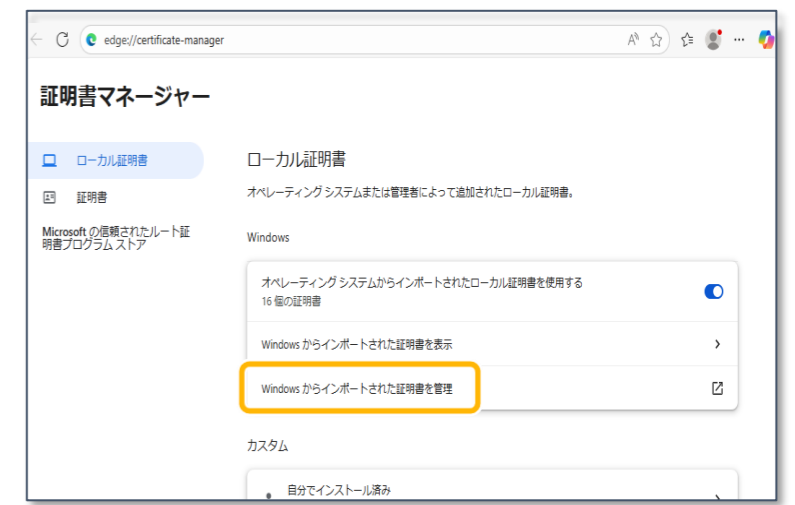 edge://certificate-manager
証明書マネージャー
ローカル証明書
証明書
Microsoft の信頼されたルート証
明書プログラム ストア
ローカル証明書
オペレーティング システムまたは管理者によって追加されたローカル証明書。
Windows
オペレーティング システムからインポートされたローカル証明書を使用する
16 個の証明書
Windows からインポートされた証明書を表示
Windows からインポートされた証明書を管理
カスタム
自分でインストール済み